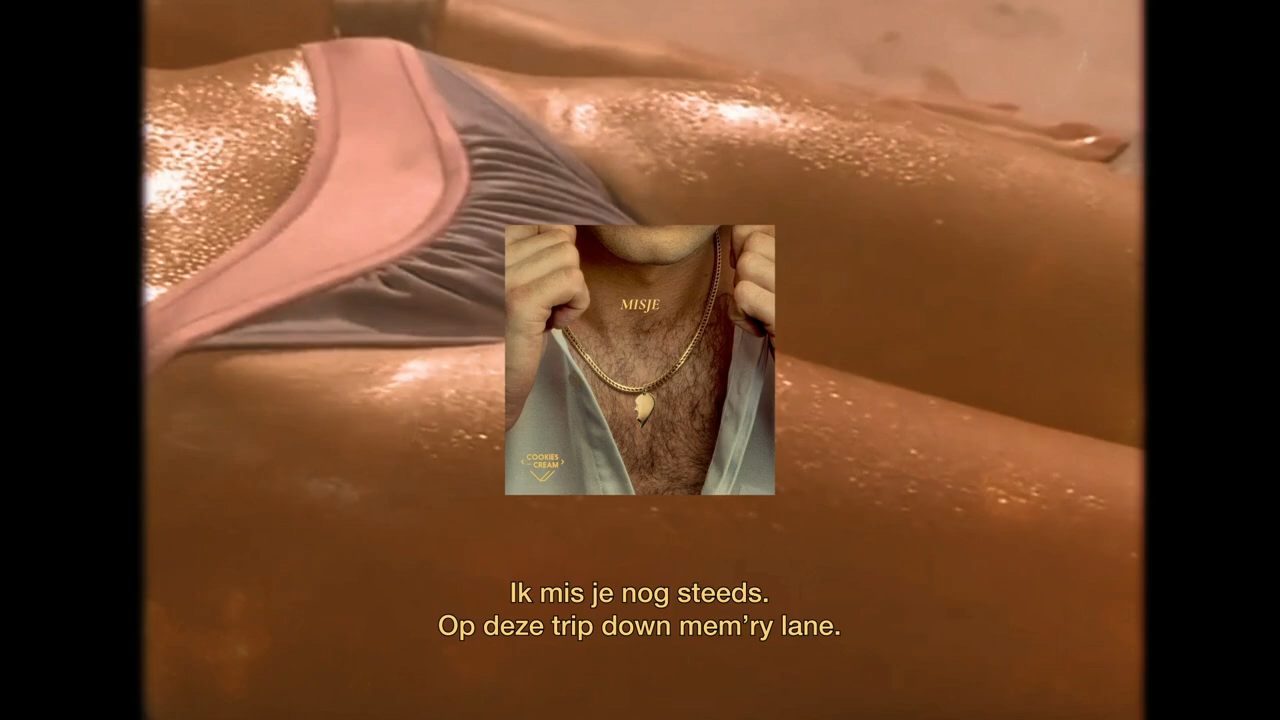 MISJE
COOKIES
CREAM
Ik mis je nog steeds.
Op deze trip down mem’ry lane.